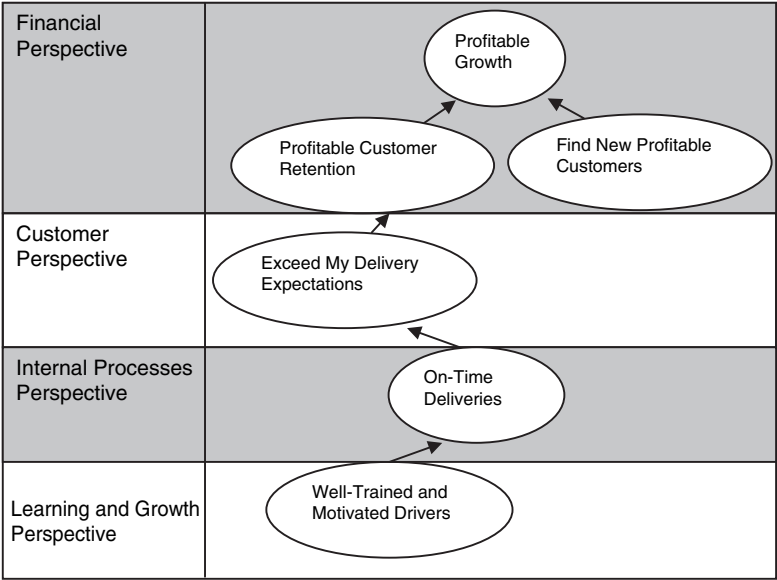 Financial
Perspective
Profitable
Growth
Profitable Customer
Retention
Find New Profitable
Customers
Customer
Perspective
Exceed My Delivery
Expectations
Internal Processes
Perspective
On-Time
Deliveries
Learning and Growth
Perspective
Well-Trained and
Motivated Drivers